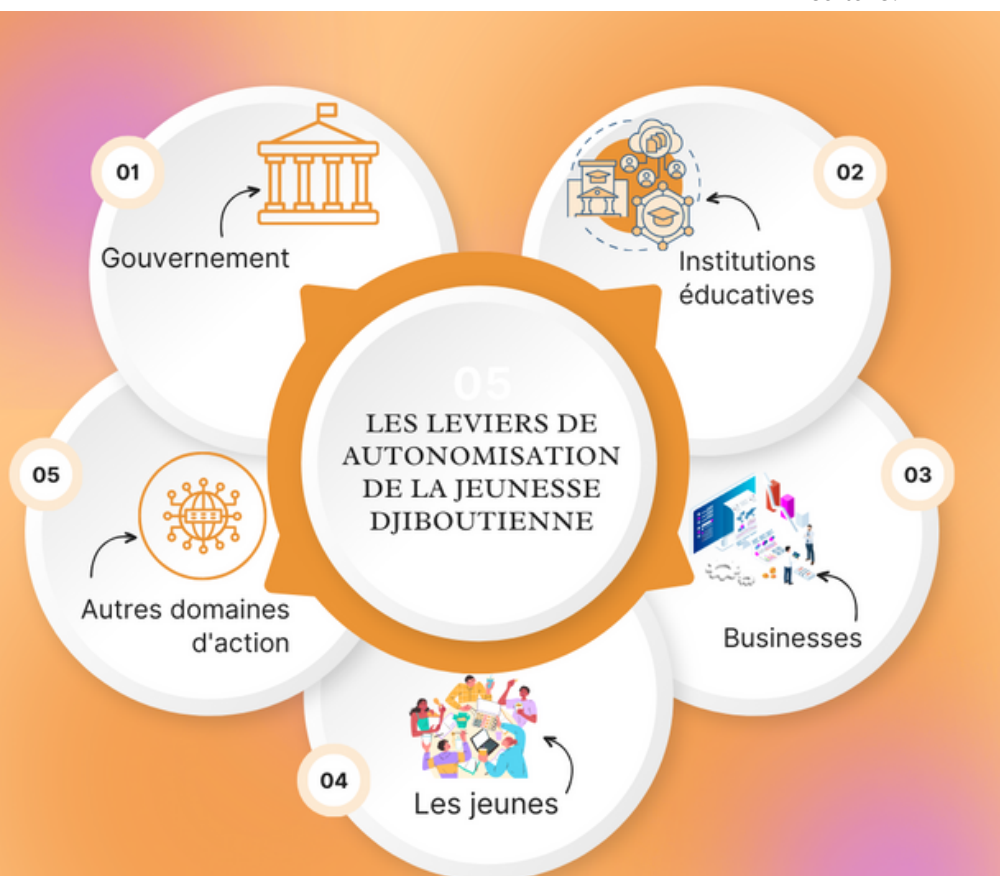 01
Gouvernement
02
Institutions
éducatives
05
LES LEVIERS DE
AUTONOMISATION
DE LA JEUNESSE
DJIBOUTIENNE
03
Businesses
04
Les jeunes
05
Autres domaines
d'action